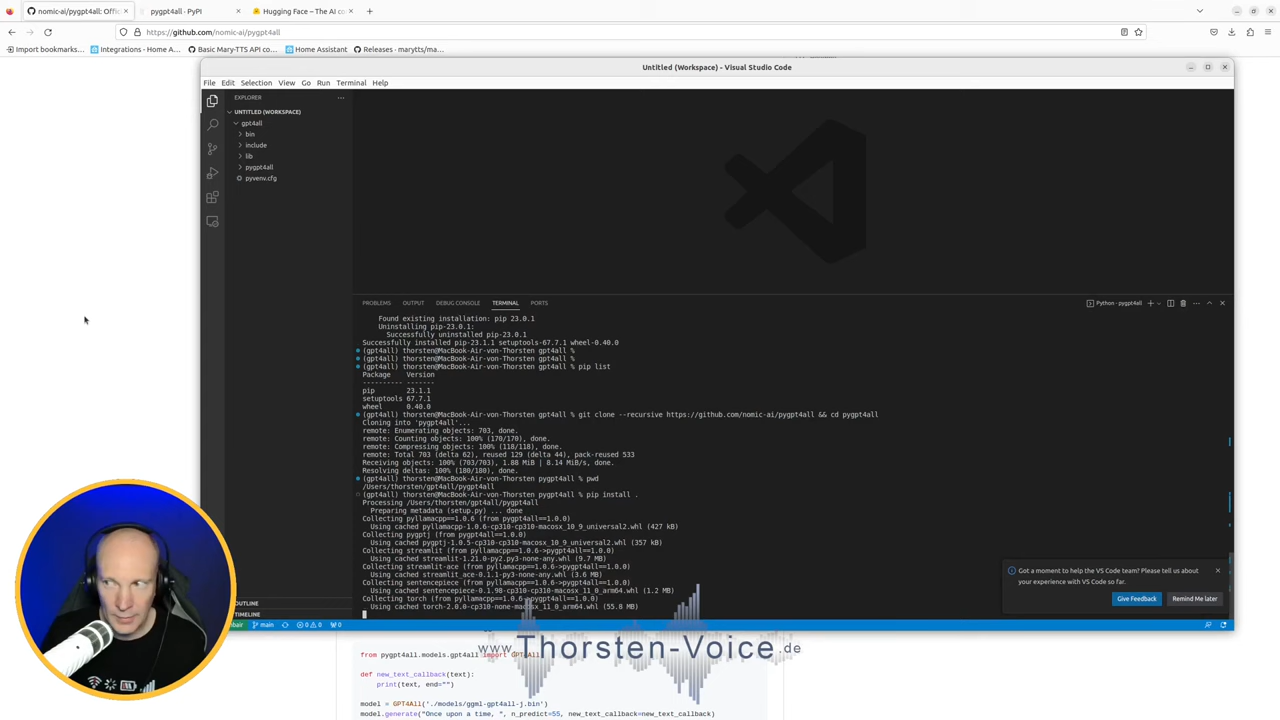 nomic-ai/pygpt4all: Offi
pygpt4all · PyPI
Hugging Face – The AI co
https://github.com/nomic-ai/pygpt4all
Import bookmarks...
Integrations - Home A...
Basic Mary-TTS API co...
Home Assistant
Releases · marytts/ma...
Untitled (Workspace) - Visual Studio Code
File Edit Selection View Go Run Terminal Help
EXPLORER
UNTITLED (WORKSPACE)
gpt4all
bin
include
lib
pygpt4all
pyvenv.cfg
PROBLEMS OUTPUT DEBUG CONSOLE TERMINAL PORTS
Python - pygpt4all
Found existing installation: pip 23.0.1
Uninstalling pip-23.0.1:
Successfully uninstalled pip-23.0.1
Successfully installed pip-23.1.1 setuptools-67.7.1 wheel-0.40.0
(gpt4all) thorsten@MacBook-Air-von-Thorsten gpt4all %
(gpt4all) thorsten@MacBook-Air-von-Thorsten gpt4all %
(gpt4all) thorsten@MacBook-Air-von-Thorsten gpt4all % pip list
Package Version
---------- -------
pip 23.1.1
setuptools 67.7.1
wheel 0.40.0
(gpt4all) thorsten@MacBook-Air-von-Thorsten gpt4all % git clone --recursive https://github.com/nomic-ai/pygpt4all && cd pygpt4all
Cloning into 'pygpt4all'...
remote: Enumerating objects: 703, done.
remote: Counting objects: 100% (170/170), done.
remote: Compressing objects: 100% (118/118), done.
remote: Total 703 (delta 62), reused 129 (delta 44), pack-reused 533
Receiving objects: 100% (703/703), 1.88 MiB | 8.14 MiB/s, done.
Resolving deltas: 100% (180/180), done.
(gpt4all) thorsten@MacBook-Air-von-Thorsten pygpt4all % pwd
/Users/thorsten/gpt4all/pygpt4all
(gpt4all) thorsten@MacBook-Air-von-Thorsten pygpt4all % pip install .
Processing /Users/thorsten/gpt4all/pygpt4all
Preparing metadata (setup.py) ... done
Collecting pyllamacpp==1.0.6 (from pygpt4all==1.0.0)
Using cached pyllamacpp-1.0.6-cp310-cp310-macosx_10_9_universal2.whl (427 kB)
Collecting pygptj (from pygpt4all==1.0.0)
Using cached pygptj-1.0.5-cp310-cp310-macosx_10_9_universal2.whl (357 kB)
Collecting streamlit (from pyllamacpp==1.0.6->pygpt4all==1.0.0)
Using cached streamlit-1.21.0-py2.py3-none-any.whl (9.7 MB)
Collecting streamlit-ace (from pyllamacpp==1.0.6->pygpt4all==1.0.0)
Using cached streamlit_ace-0.1.1-py3-none-any.whl (3.6 MB)
Collecting sentencepiece (from pyllamacpp==1.0.6->pygpt4all==1.0.0)
Using cached sentencepiece-0.1.98-cp310-cp310-macosx_11_0_arm64.whl (1.2 MB)
Collecting torch (from pyllamacpp==1.0.6->pygpt4all==1.0.0)
Using cached torch-2.0.0-cp310-none-macosx_11_0_arm64.whl (55.8 MB)
Got a moment to help the VS Code team? Please tell us about
your experience with VS Code so far.
Give Feedback
Remind Me later
OUTLINE
TIMELINE
main
0 0
0
www.Thorsten-Voice.de
from pygpt4all.models.gpt4all import GPT4All
def new_text_callback(text):
print(text, end="")
model = GPT4All('./models/ggml-gpt4all-j.bin')
model.generate("Once upon a time, ", n_predict=55, new_text_callback=new_text_callback)